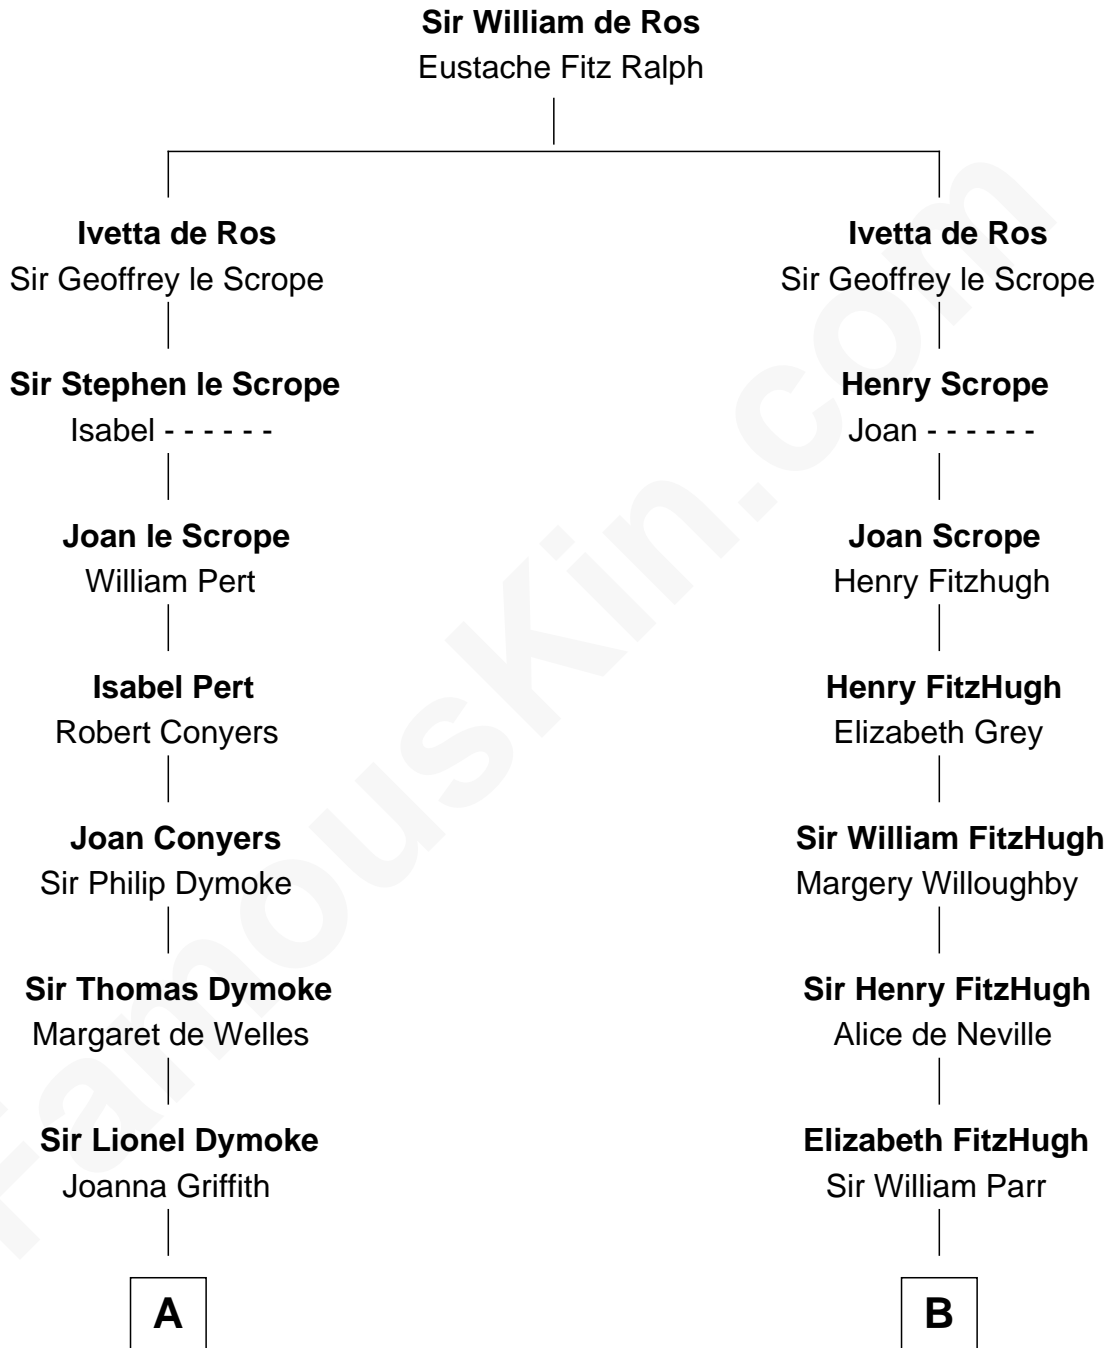 Sir William de Ros
Eustache Fitz Ralph
Ivetta de Ros
Sir Geoffrey le Scrope
Ivetta de Ros
Sir Geoffrey le Scrope
Sir Stephen le Scrope
Isabel - - - - - -
Henry Scrope
Joan - - - - - -
Joan le Scrope
William Pert
Joan Scrope
Henry Fitzhugh
Isabel Pert
Robert Conyers
Henry FitzHugh
Elizabeth Grey
Joan Conyers
Sir Philip Dymoke
Sir William FitzHugh
Margery Willoughby
Sir Thomas Dymoke
Margaret de Welles
Sir Henry FitzHugh
Alice de Neville
Sir Lionel Dymoke
Joanna Griffith
Elizabeth FitzHugh
Sir William Parr
A
B
FamousKin.com